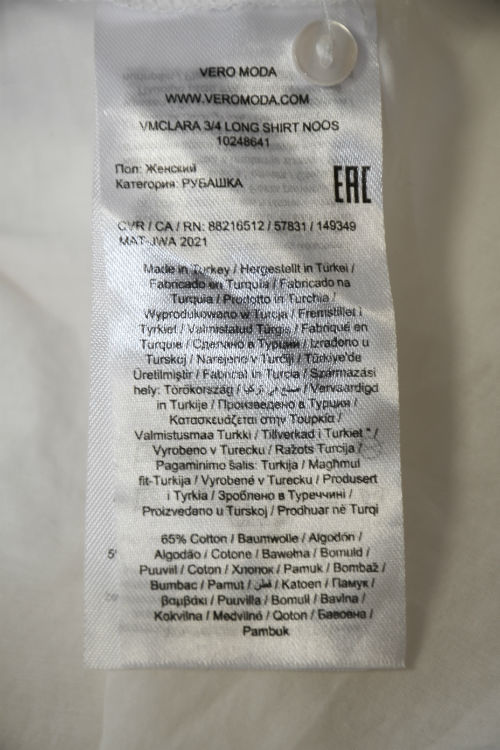 VERO MODA
WWW.VEROMODA.COM
VMCLARA 3/4 LONG SHIRT NOOS
10248641
Пол: Женский
Категория: РУБАШКА
EAC
CVR / CA / RN: 88216512 / 57831 / 149349
MAT-JWA 2021
Made in Turkey / Hergestellt in Türkei /
Fabricado en Turquía / Fabricado na
Turquia / Prodotto in Turchia /
Wyprodukowano w Turcja / Fremstillet i
Tyrkiet / Valmistatud Türgis / Fabriqué en
Turquie / Сделано в Турции / Izrađeno u
Turskoj / Narejeno v Turčiji / Türkiye'de
Üretilmiştir / Fabricat în Turcia / Származási
hely: Törökország / صنع في تركيا / Vervaardigd
in Turkije / Произведено в Турция /
Κατασκευάζεται στην Τουρκία /
Valmistusmaa Turkki / Tillverkad i Turkiet /
Vyrobeno v Turecku / Ražots Turcija /
Pagaminimo šalis: Turkija / Magħmul
fit-Turkija / Vyrobené v Turecku / Produsert
i Tyrkia / Зроблено в Туреччині /
Proizvedeno u Turskoj / Prodhuar në Turqi
65% Cotton / Baumwolle / Algodón /
Algodão / Cotone / Bawełna / Bomuld /
Puuvill / Coton / Хлопок / Pamuk / Bombaž /
Bumbac / Pamut / قطن / Katoen / Памук /
βαμβάκι / Puuvilla / Bomull / Bavlna /
Kokvilna / Medvilnė / Qoton / Бавовна /
Pambuk